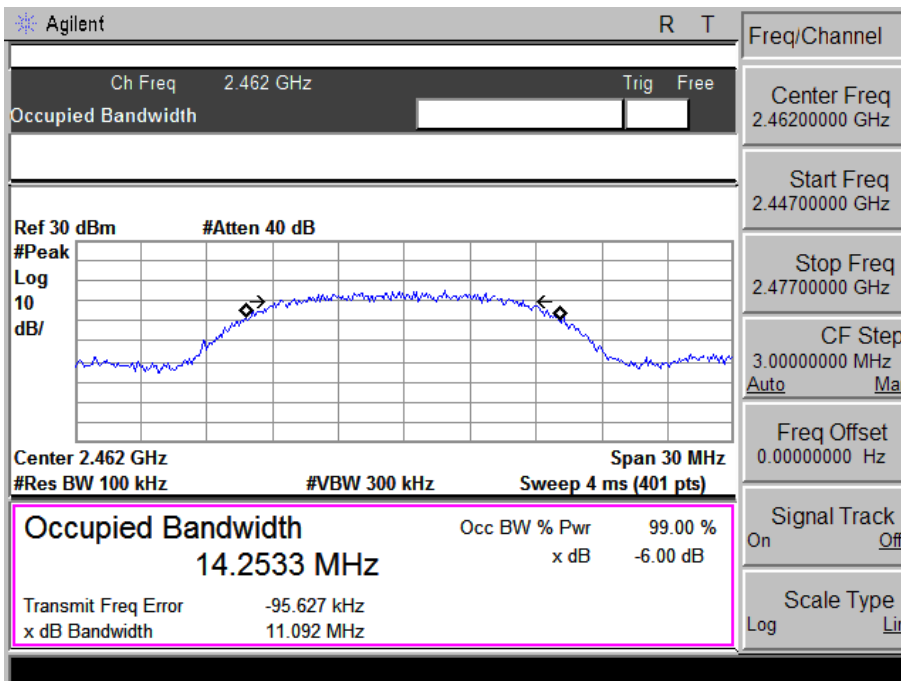 Agilent R T
Freq/Channel
Ch Freq 2.462 GHz Trig Free
Occupied Bandwidth
Center Freq
2.46200000 GHz
Start Freq
2.44700000 GHz
Stop Freq
2.47700000 GHz
CF Step
3.00000000 MHz
Auto Ma
Freq Offset
0.00000000 Hz
Signal Track
On Off
Scale Type
Log Lin
Ref 30 dBm #Atten 40 dB
#Peak
Log
10
dB/
Center 2.462 GHz Span 30 MHz
#Res BW 100 kHz #VBW 300 kHz Sweep 4 ms (401 pts)
Occupied Bandwidth Occ BW % Pwr 99.00 %
14.2533 MHz x dB -6.00 dB
Transmit Freq Error -95.627 kHz
x dB Bandwidth 11.092 MHz